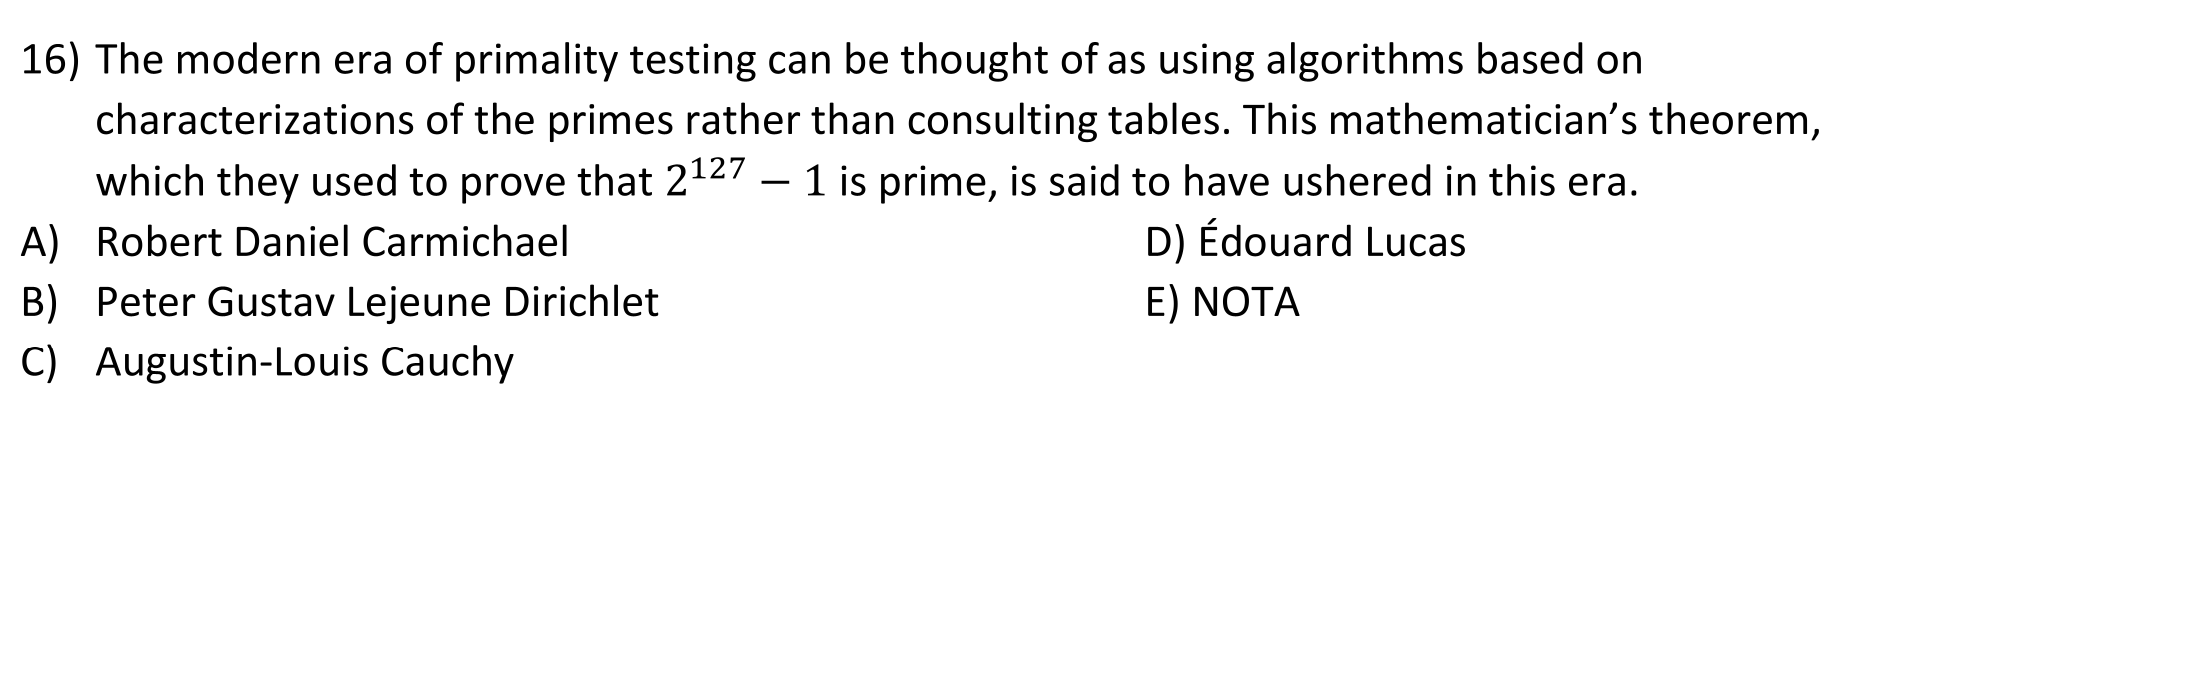 16) The modern era of primality testing can be thought of as using algorithms based on
characterizations of the primes rather than consulting tables. This mathematician’s theorem,
which they used to prove that 2¹²⁷ − 1 is prime, is said to have ushered in this era.
A) Robert Daniel Carmichael
B) Peter Gustav Lejeune Dirichlet
C) Augustin-Louis Cauchy
D) Édouard Lucas
E) NOTA